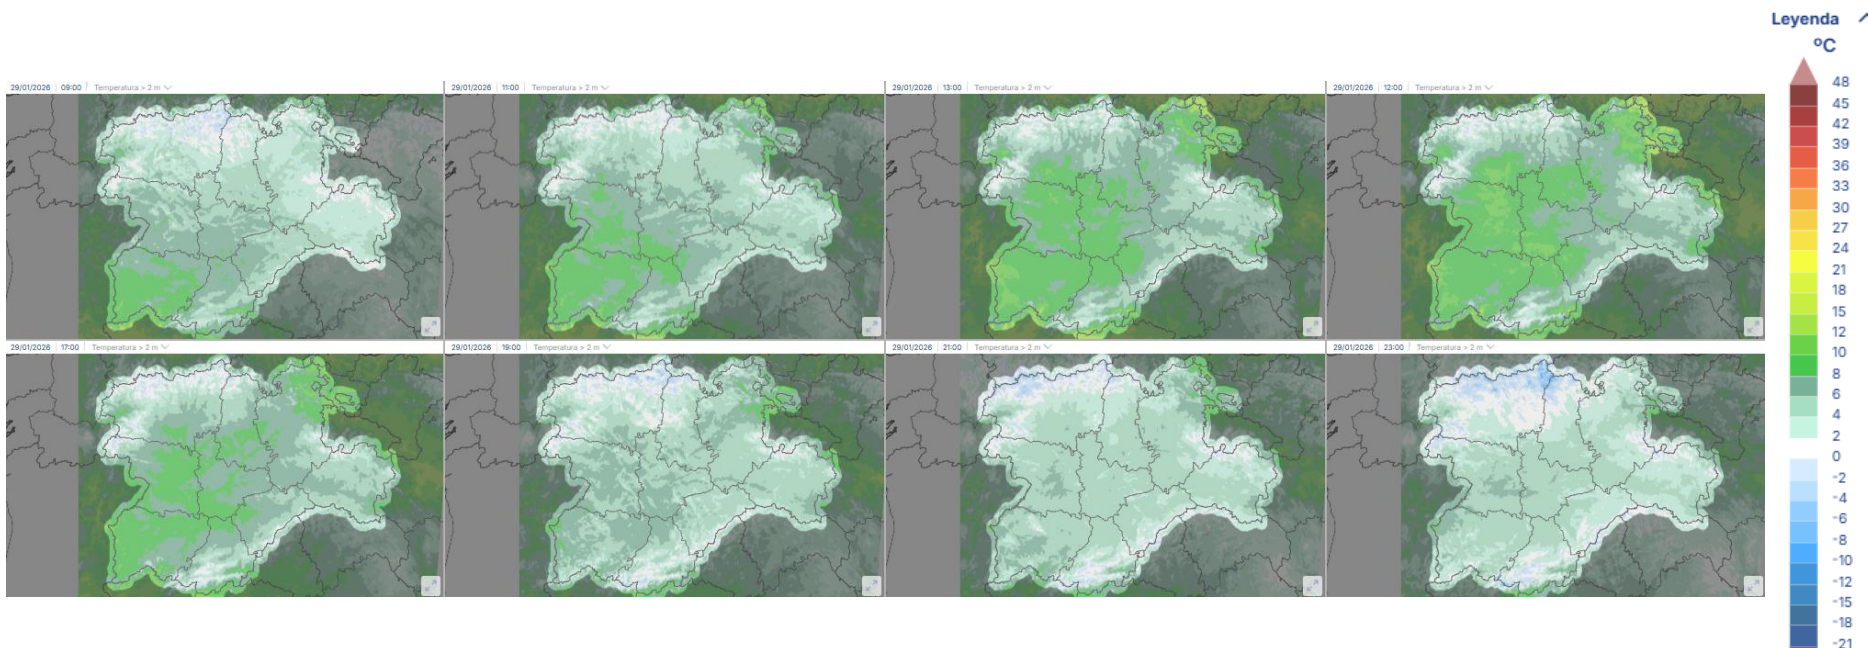 Leyenda
ºC
29/01/2026 09:00 Temperatura > 2 m
29/01/2026 11:00 Temperatura > 2 m
29/01/2026 13:00 Temperatura > 2 m
29/01/2026 12:00 Temperatura > 2 m
29/01/2026 17:00 Temperatura > 2 m
29/01/2026 19:00 Temperatura > 2 m
29/01/2026 21:00 Temperatura > 2 m
29/01/2026 23:00 Temperatura > 2 m
48
45
42
39
36
33
30
27
24
21
18
15
12
10
8
6
4
2
0
-2
-4
-6
-8
-10
-12
-15
-18
-21